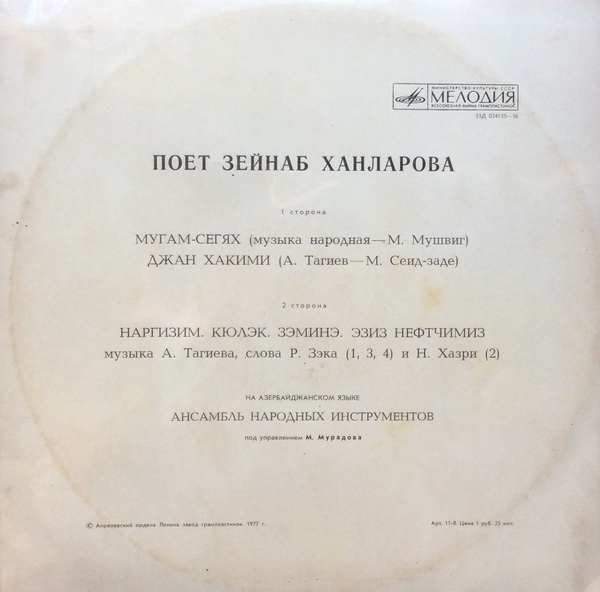 МИНИСТЕРСТВО КУЛЬТУРЫ СССР
МЕЛОДИЯ
ВСЕСОЮЗНАЯ ФИРМА ГРАМПЛАСТИНОК
33Д 034155—56
ПОЕТ ЗЕЙНАБ ХАНЛАРОВА
1 сторона
МУГАМ-СЕГЯХ (музыка народная—М. Мушвиг)
ДЖАН ХАКИМИ (А. Тагиев—М. Сеид-заде)
2 сторона
НАРГИЗИМ. КЮЛЭК. ЗЭМИНЭ. ЭЗИЗ НЕФТЧИМИЗ
музыка А. Тагиева, слова Р. Зэка (1, 3, 4) и Н. Хазри (2)
НА АЗЕРБАЙДЖАНСКОМ ЯЗЫКЕ
АНСАМБЛЬ НАРОДНЫХ ИНСТРУМЕНТОВ
под управлением М. Мурадова
© Апрелевский ордена Ленина завод грампластинок. 1977 г.
Арт. 11-8. Цена 1 руб. 25 коп.